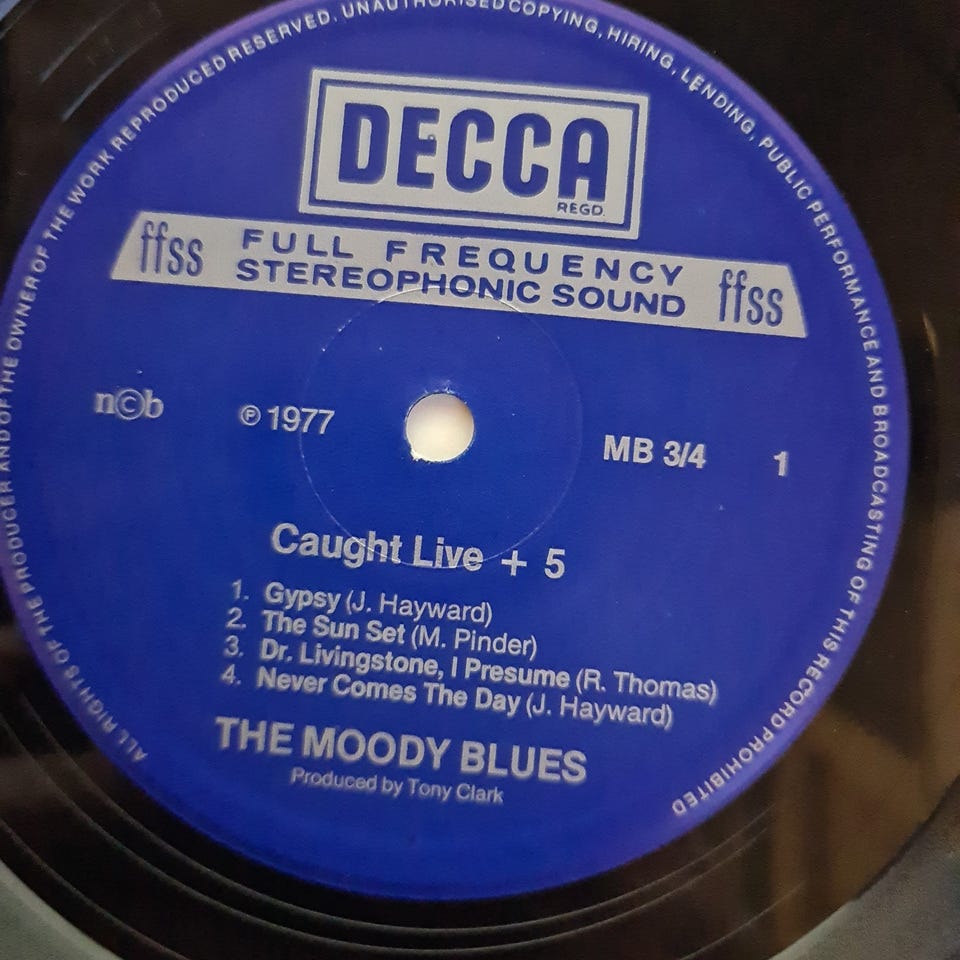 ALL RIGHTS OF THE PRODUCER AND OF THE OWNER OF THE WORK REPRODUCED RESERVED. UNAUTHORISED COPYING, HIRING, LENDING, PUBLIC PERFORMANCE AND BROADCASTING OF THIS RECORD PROHIBITED
DECCA
REGD.
ffss FULL FREQUENCY ffss
STEREOPHONIC SOUND
n©b ℗ 1977 MB 3/4 1
Caught Live + 5
1. Gypsy (J. Hayward)
2. The Sun Set (M. Pinder)
3. Dr. Livingstone, I Presume (R. Thomas)
4. Never Comes The Day (J. Hayward)
THE MOODY BLUES
Produced by Tony Clark